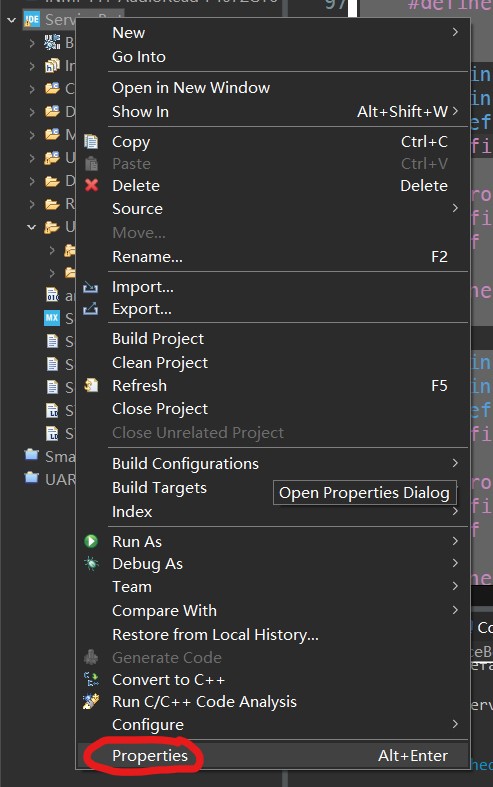 97
#define
New
Go Into
Open in New Window
Show In Alt+Shift+W
Copy Ctrl+C
Paste Ctrl+V
Delete Delete
Source
Move...
Rename... F2
Import...
Export...
Build Project
Clean Project
Refresh F5
Close Project
Close Unrelated Project
Build Configurations
Build Targets
Open Properties Dialog
Index
Run As
Debug As
Team
Compare With
Restore from Local History...
Generate Code
Convert to C++
Run C/C++ Code Analysis
Configure
Properties Alt+Enter